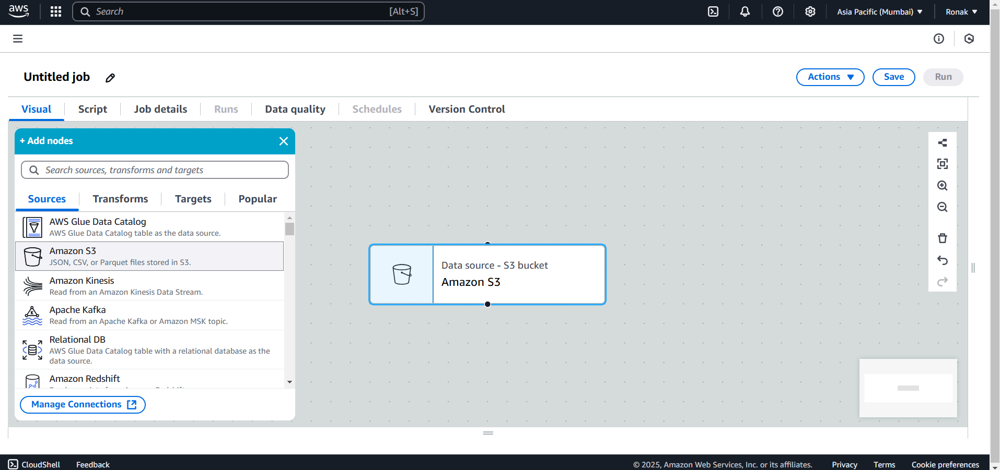 aws
Search [Alt+S]
Asia Pacific (Mumbai)
Ronak
Untitled job
Actions
Save
Run
Visual
Script
Job details
Runs
Data quality
Schedules
Version Control
+ Add nodes
Search sources, transforms and targets
Sources
Transforms
Targets
Popular
AWS Glue Data Catalog
AWS Glue Data Catalog table as the data source.
Amazon S3
JSON, CSV, or Parquet files stored in S3.
Amazon Kinesis
Read from an Amazon Kinesis Data Stream.
Apache Kafka
Read from an Apache Kafka or Amazon MSK topic.
Relational DB
AWS Glue Data Catalog table with a relational database as the
data source.
Amazon Redshift
Manage Connections
Data source - S3 bucket
Amazon S3
CloudShell
Feedback
© 2025, Amazon Web Services, Inc. or its affiliates.
Privacy
Terms
Cookie preferences